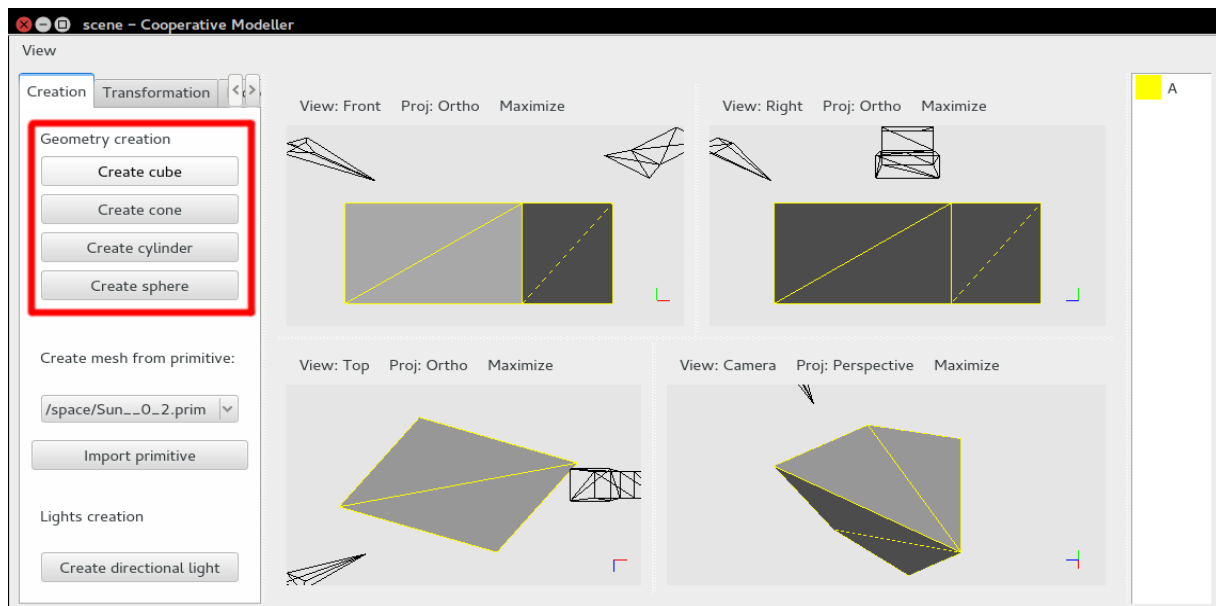 scene – Cooperative Modeller
View
Creation Transformation
Geometry creation
Create cube
Create cone
Create cylinder
Create sphere
Create mesh from primitive:
/space/Sun__0_2.prim
Import primitive
Lights creation
Create directional light
View: Front Proj: Ortho Maximize
View: Right Proj: Ortho Maximize
View: Top Proj: Ortho Maximize
View: Camera Proj: Perspective Maximize
A